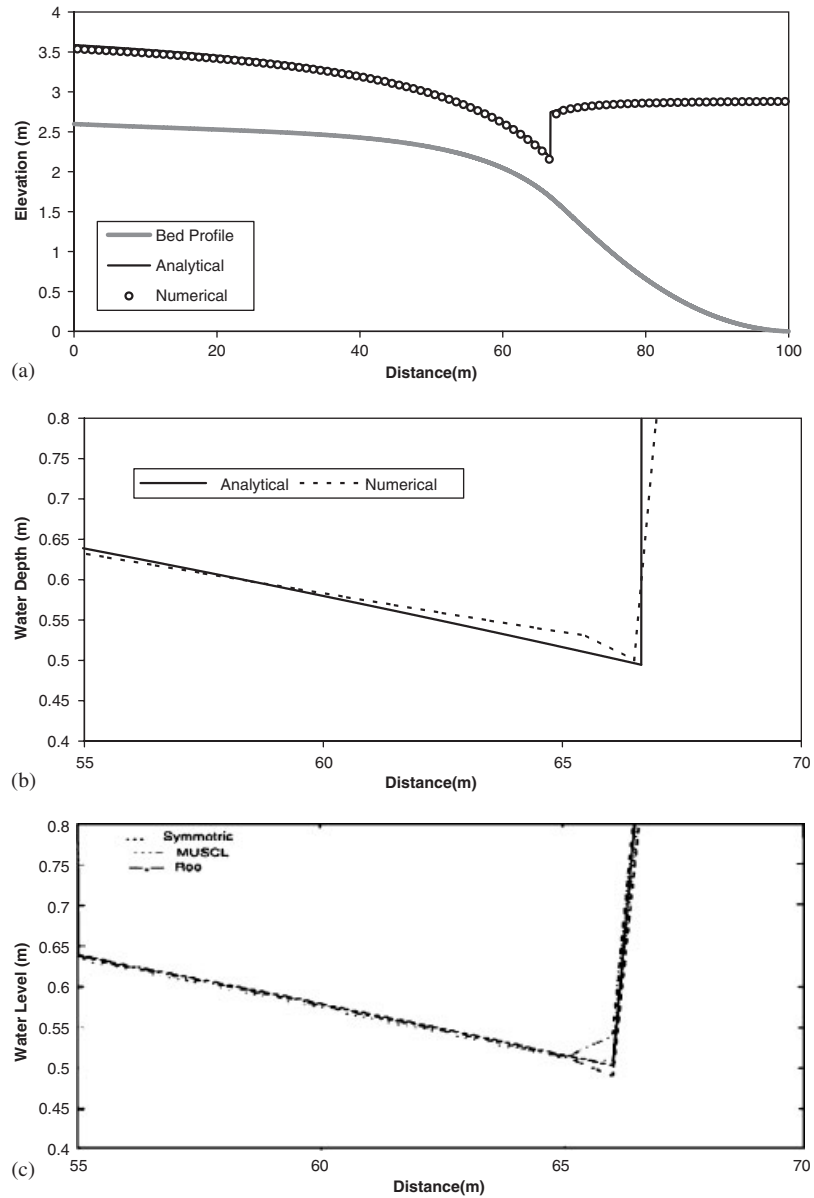 4
3.5
3
2.5
2
1.5
1
0.5
0
Elevation (m)
Bed Profile
Analytical
Numerical
0 20 40 60 80 100
Distance(m)
(a)
0.8
0.75
0.7
0.65
0.6
0.55
0.5
0.45
0.4
Water Depth (m)
Analytical Numerical
55 60 65 70
Distance(m)
(b)
0.8
0.75
0.7
0.65
0.6
0.55
0.5
0.45
0.4
Water Level (m)
Symmetric
MUSCL
Roe
55 60 65 70
Distance(m)
(c)